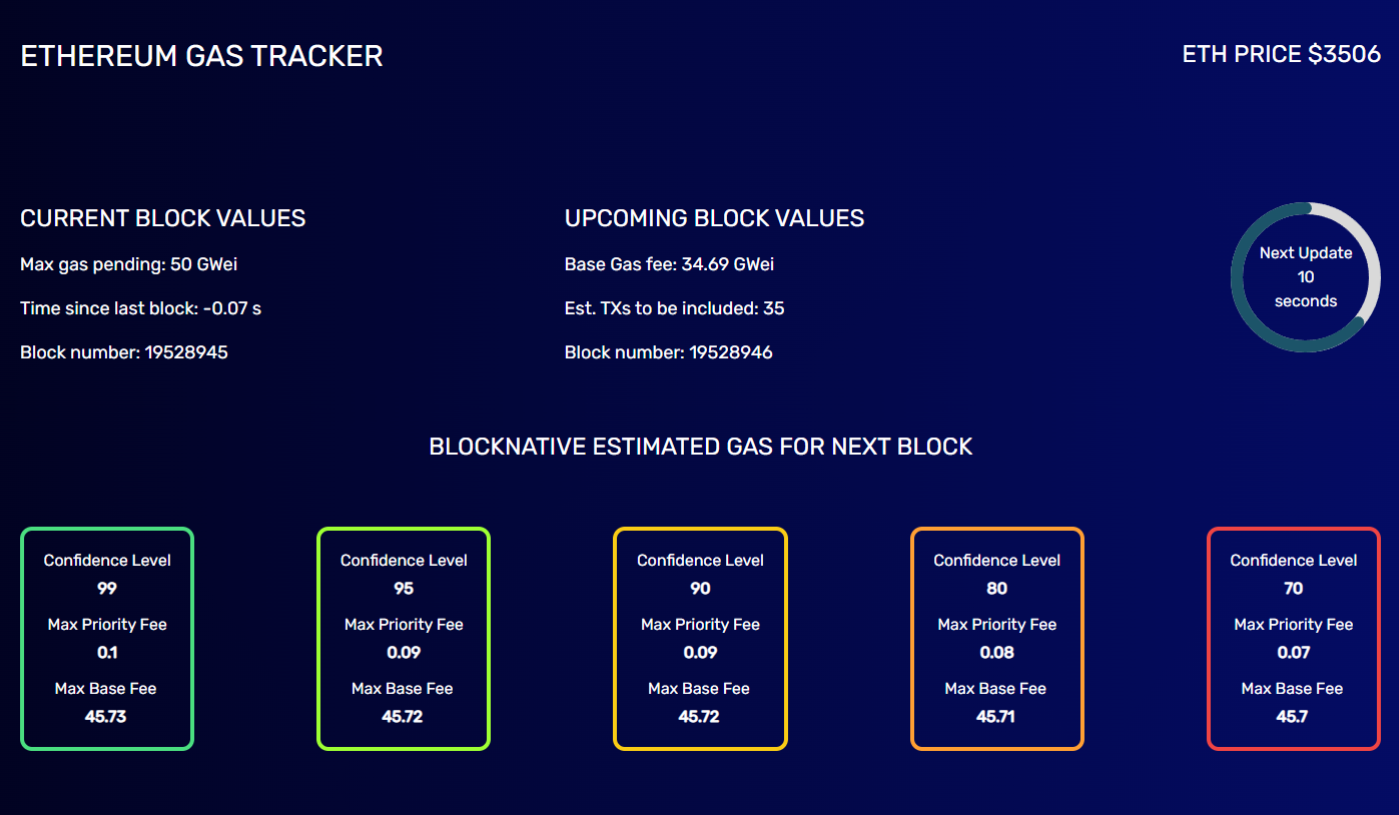 ETHEREUM GAS TRACKER
ETH PRICE $3506
CURRENT BLOCK VALUES
Max gas pending: 50 GWei
Time since last block: -0.07 s
Block number: 19528945
UPCOMING BLOCK VALUES
Base Gas fee: 34.69 GWei
Est. TXs to be included: 35
Block number: 19528946
Next Update
10
seconds
BLOCKNATIVE ESTIMATED GAS FOR NEXT BLOCK
Confidence Level
99
Max Priority Fee
0.1
Max Base Fee
45.73
Confidence Level
95
Max Priority Fee
0.09
Max Base Fee
45.72
Confidence Level
90
Max Priority Fee
0.09
Max Base Fee
45.72
Confidence Level
80
Max Priority Fee
0.08
Max Base Fee
45.71
Confidence Level
70
Max Priority Fee
0.07
Max Base Fee
45.7